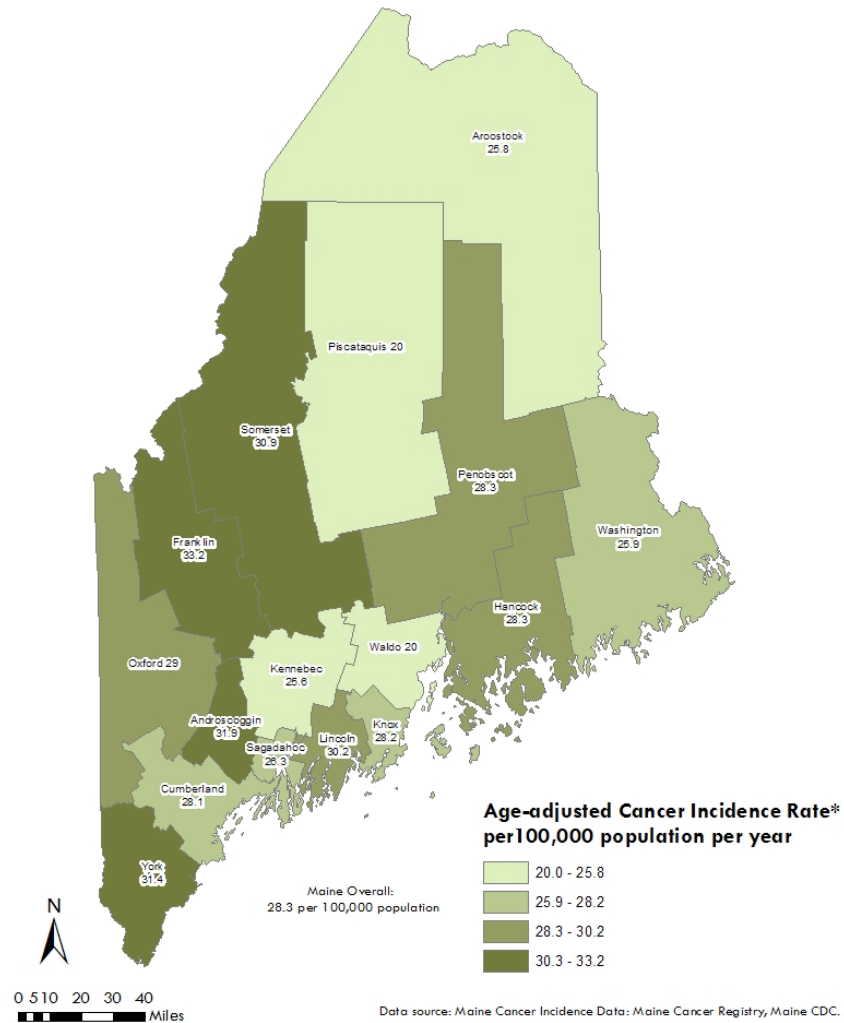 Aroostook
25.8
Piscataquis 20
Somerset
30.9
Penobscot
28.3
Washington
25.9
Franklin
33.2
Hancock
28.3
Oxford 29
Kennebec
25.6
Waldo 20
Androscoggin
31.9
Knox
28.2
Lincoln
30.2
Sagadahoc
26.3
Cumberland
28.1
York
31.4
Age-adjusted Cancer Incidence Rate*
per100,000 population per year
20.0 - 25.8
25.9 - 28.2
28.3 - 30.2
30.3 - 33.2
Maine Overall:
28.3 per 100,000 population
N
0 5 10 20 30 40
Miles
Data source: Maine Cancer Incidence Data: Maine Cancer Registry, Maine CDC.